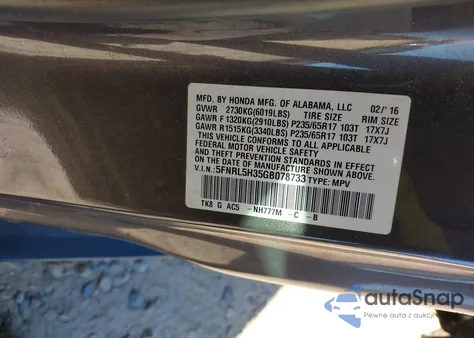 MFD. BY HONDA MFG. OF ALABAMA, LLC 02/'16
GVWR 2730KG(6019LBS) TIRE SIZE RIM SIZE
GAWR F 1320KG(2910LBS) P235/65R17 103T 17X7J
GAWR R1515KG(3340LBS) P235/65R17 103T 17X7J
THIS VEHICLE CONFORMS TO ALL APPLICABLE
FEDERAL MOTOR VEHICLE SAFETY AND THEFT
PREVENTION STANDARDS IN EFFECT ON THE DATE
OF MANUFACTURE SHOWN ABOVE.
V.I.N.:5FNRL5H35GB078733 TYPE: MPV
TK8 G AC5 -NH777M -C -B
autoSnap
Pewne auta z aukcji